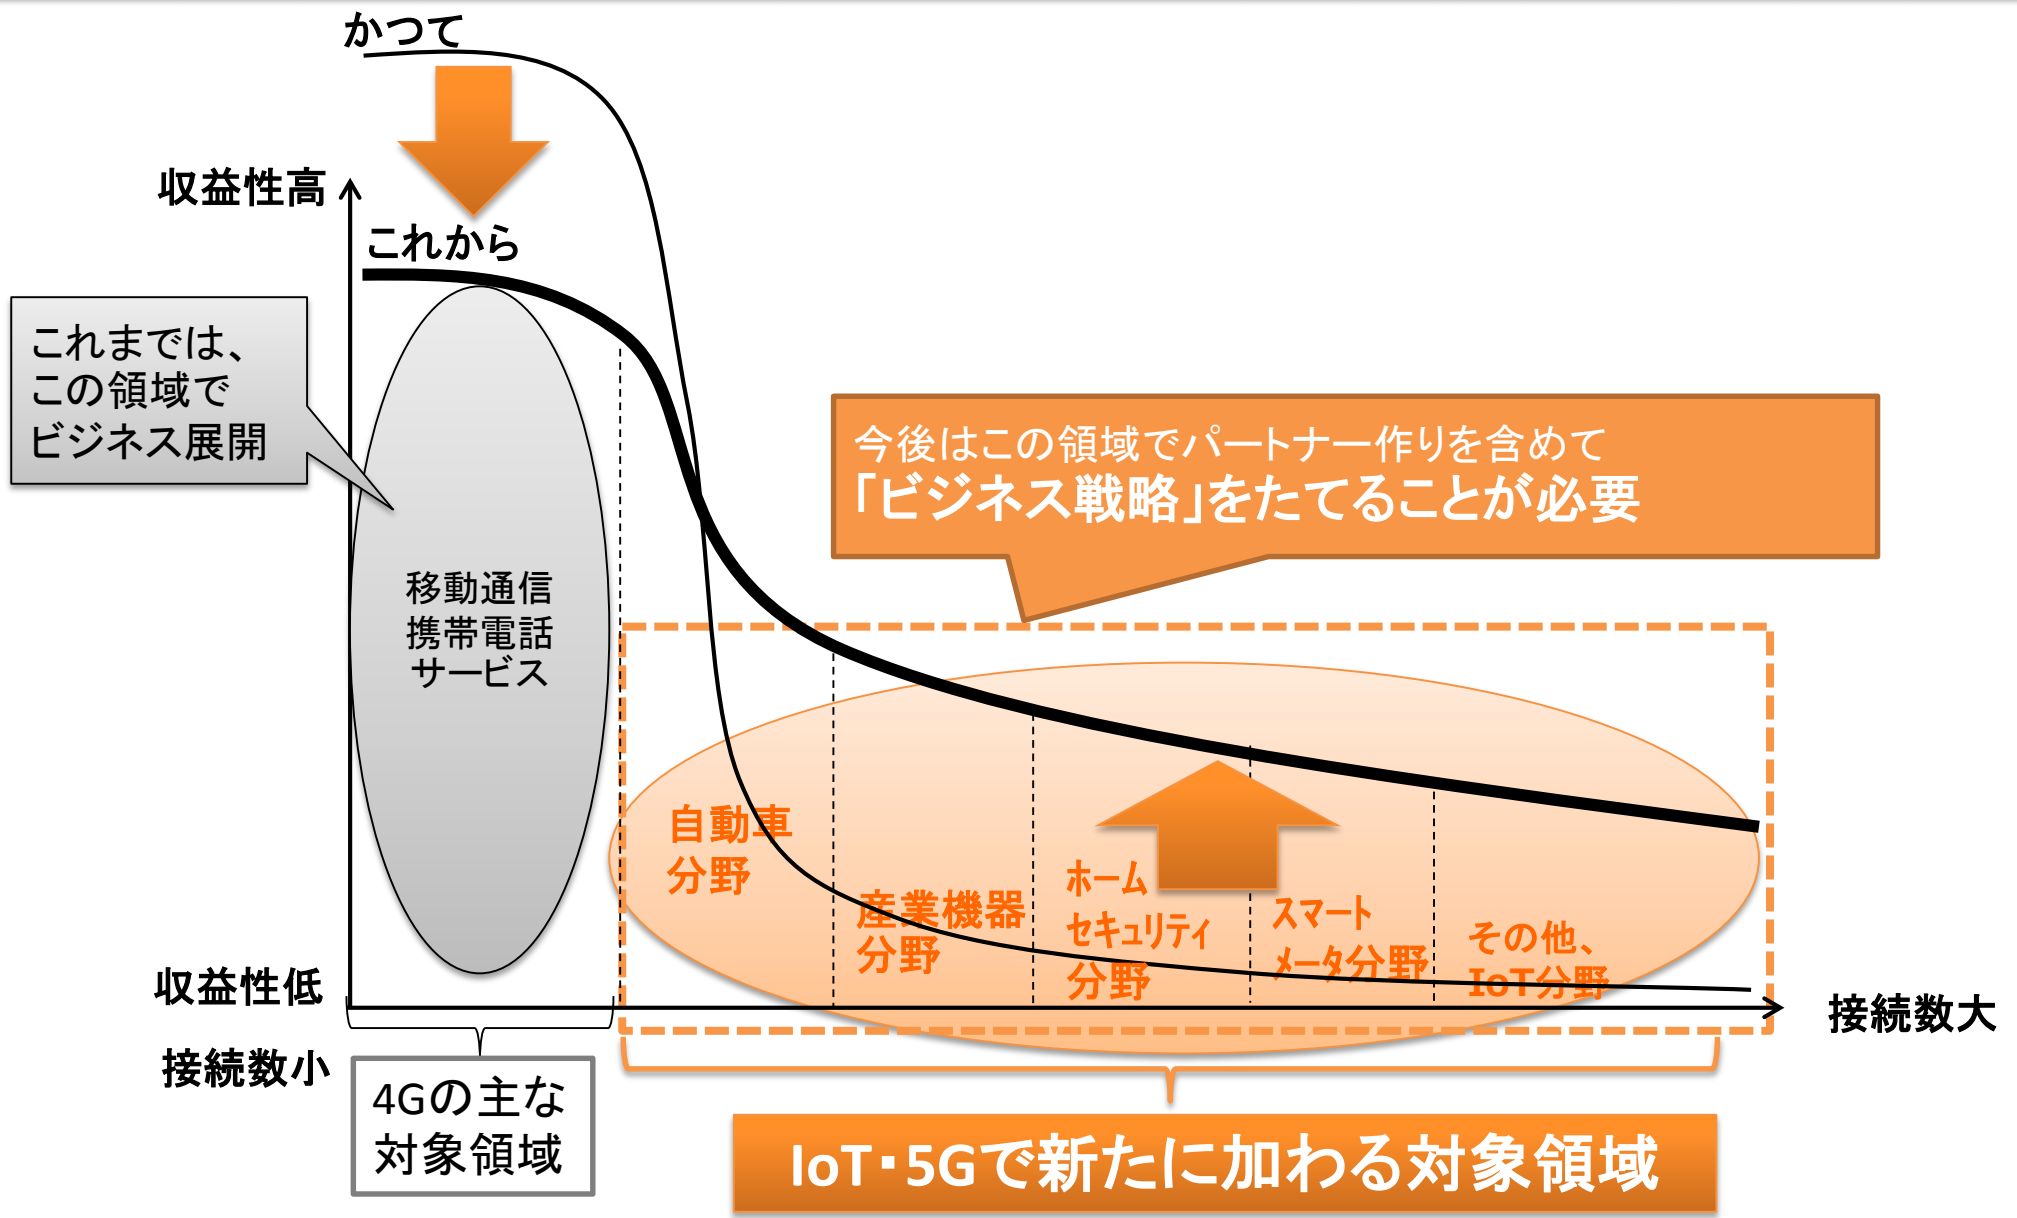 かつて
収益性高
これから
これまでは、
この領域で
ビジネス展開
今後はこの領域でパートナー作りを含めて
「ビジネス戦略」をたてることが必要
移動通信
携帯電話
サービス
自動車
分野
産業機器
分野
ホーム
セキュリティ
分野
スマート
メータ分野
その他、
IoT分野
収益性低
接続数大
接続数小
4Gの主な
対象領域
IoT・5Gで新たに加わる対象領域